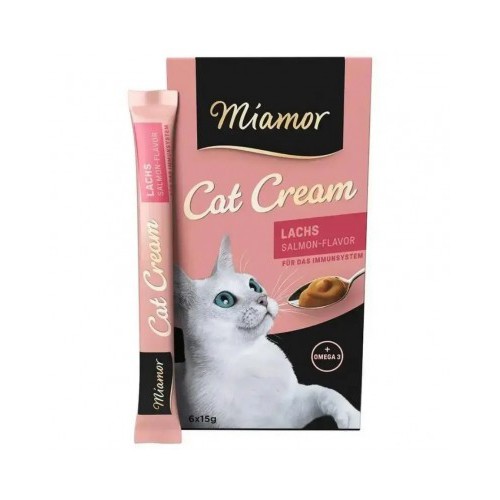 Miamor
Cat Cream
LACHS
SALMON-FLAVOR
FÜR DAS IMMUNSYSTEM
+
OMEGA 3
6x15g
LACHS
SALMON-FLAVOR
Cat Cream
Miamor